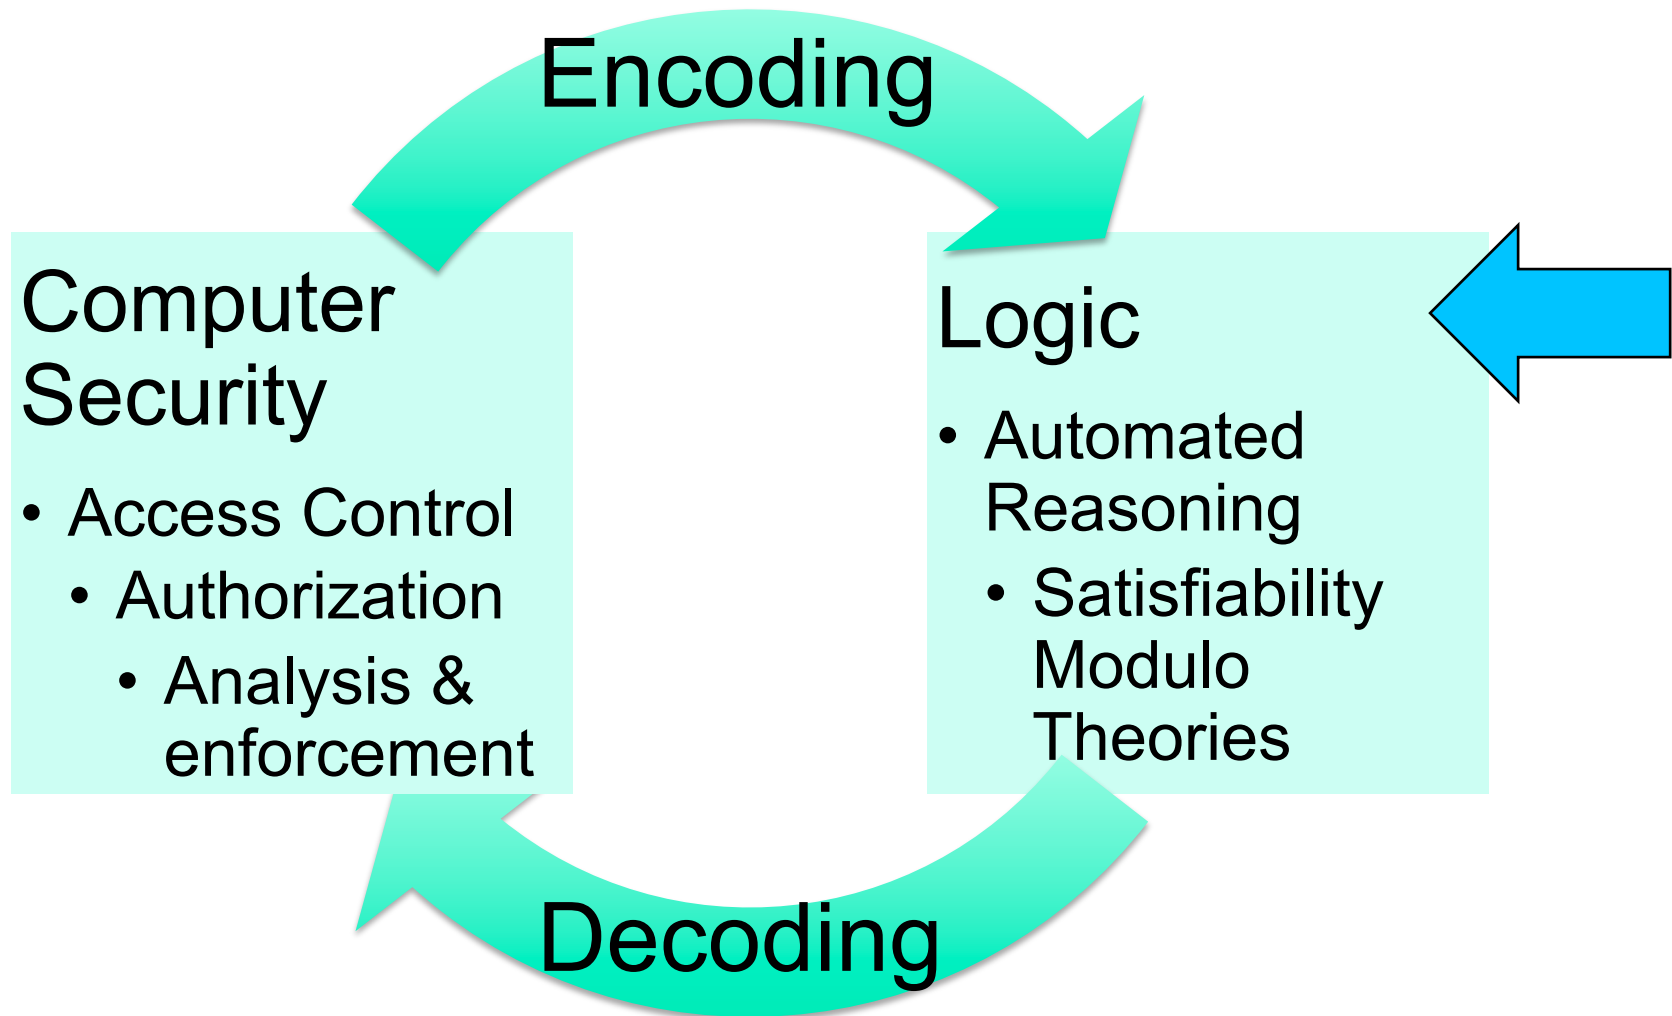 Encoding
Computer
Security
• Access Control
• Authorization
• Analysis &
enforcement
Logic
• Automated
Reasoning
• Satisfiability
Modulo
Theories
Decoding